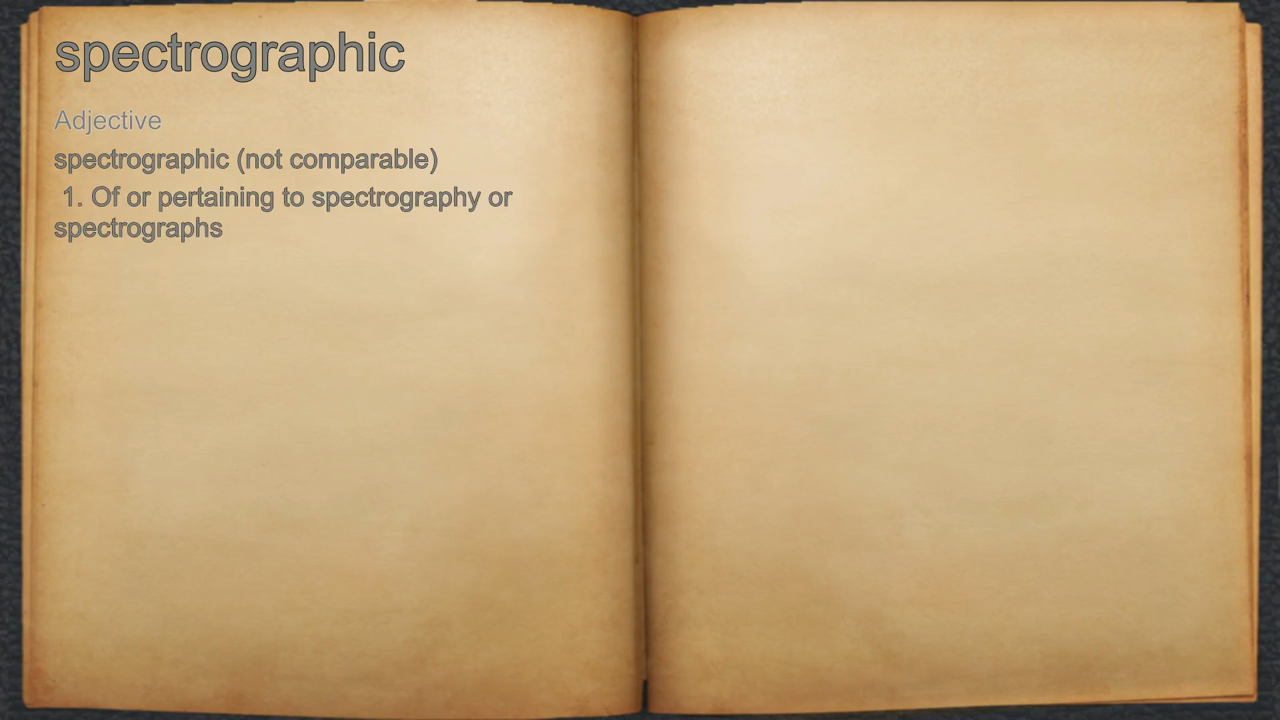 spectrographic
Adjective
spectrographic (not comparable)
1. Of or pertaining to spectrography or
spectrographs